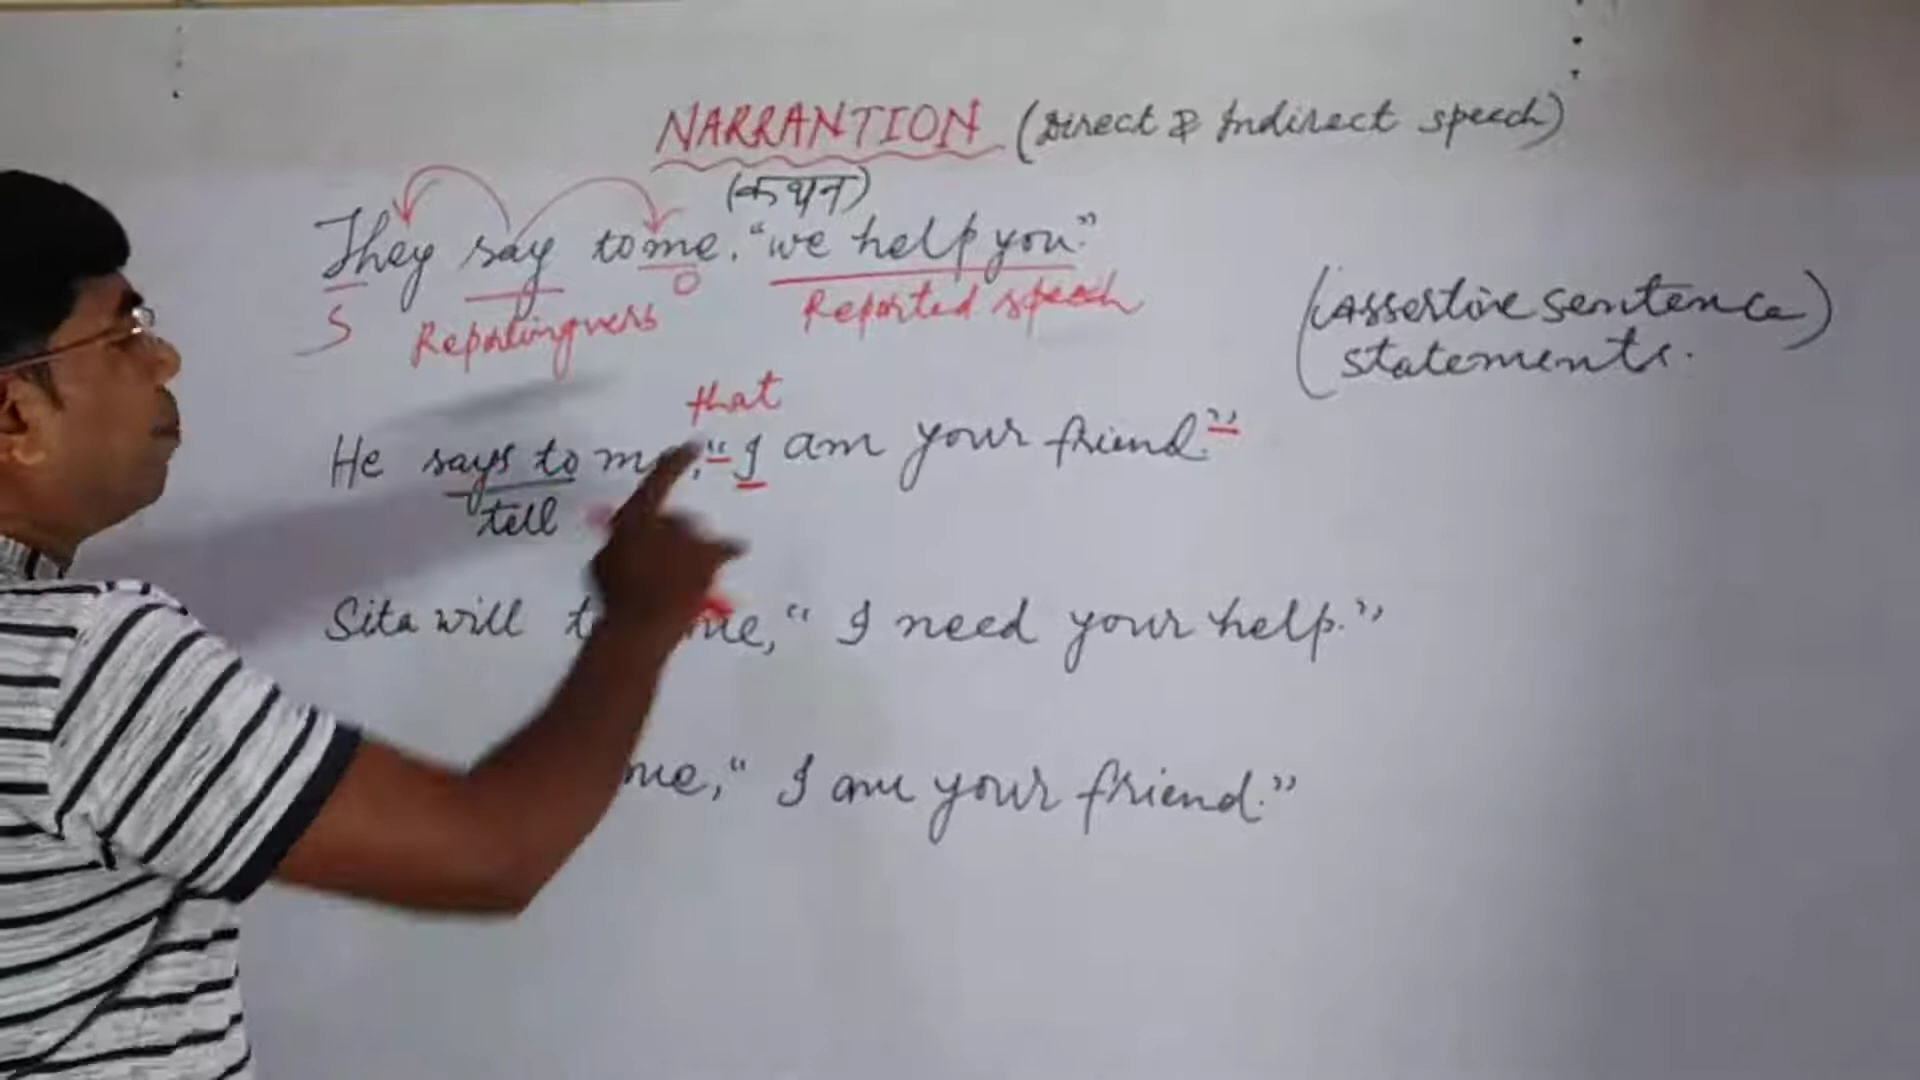 NARRANTION (Direct & Indirect speech)
(कथन)
They say to me, "we help you."
S Reporting verb O Reported speech
(Assertive sentence)
statements.
that
He says to me, "I am your friend."
tell
Sita will me, "I need your help."
me, "I am your friend."